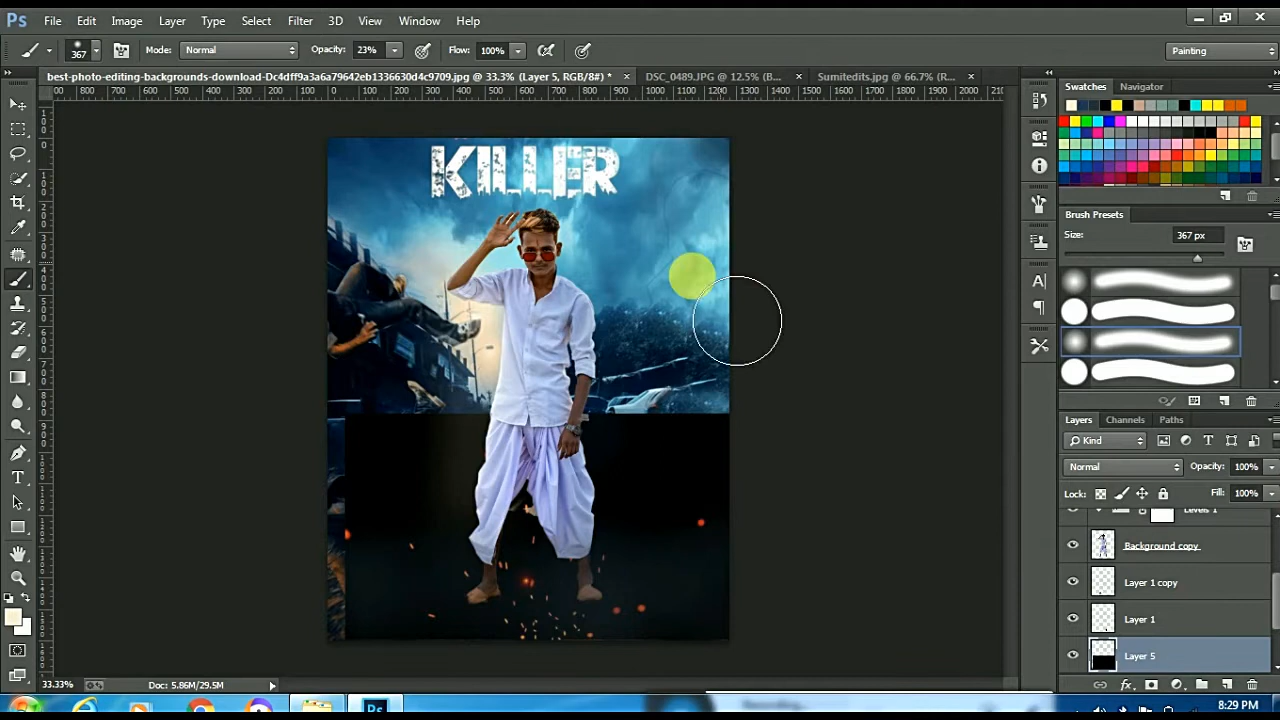 Ps File Edit Image Layer Type Select Filter 3D View Window Help
367 Mode: Normal Opacity: 23% Flow: 100% Painting
best-photo-editing-backgrounds-download-Dc4dff9a3a6a79642eb1336630d4c9709.jpg @ 33.3% (Layer 5, RGB/8#) * × DSC_0489.JPG @ 12.5% (B... × Sumitedits.jpg @ 66.7% (R... ×
Swatches Navigator
KILLER
Brush Presets
Size: 367 px
Layers Channels Paths
Kind
Normal Opacity: 100%
Lock: Fill: 100%
Levels 1
Background copy
Layer 1 copy
Layer 1
Layer 5
33.33% Doc: 5.86M/29.5M
8:29 PM